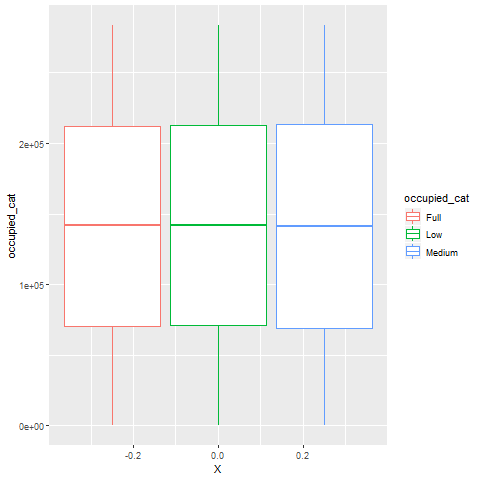 occupied_cat
2e+05
1e+05
0e+00
-0.2
0.0
0.2
X
occupied_cat
Full
Low
Medium